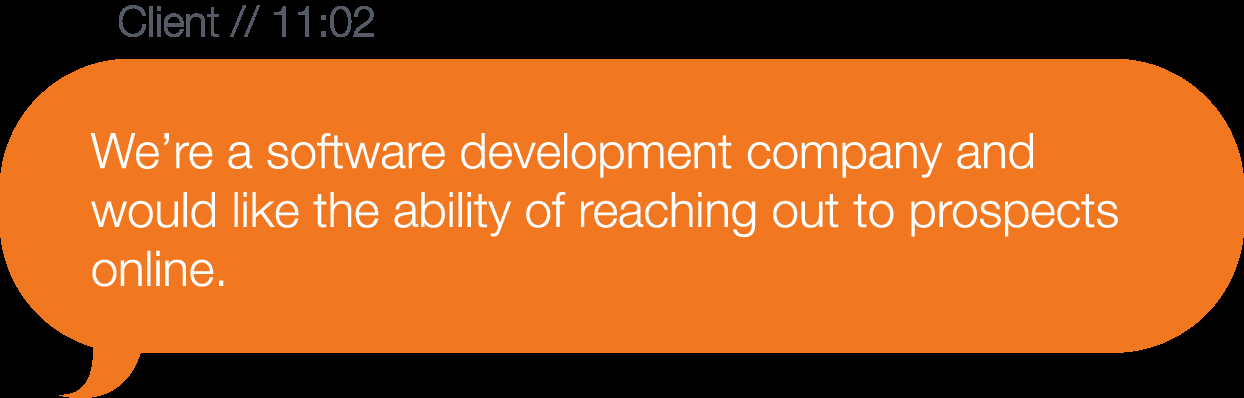 Client // 11:02
We’re a software development company and
would like the ability of reaching out to prospects
online.